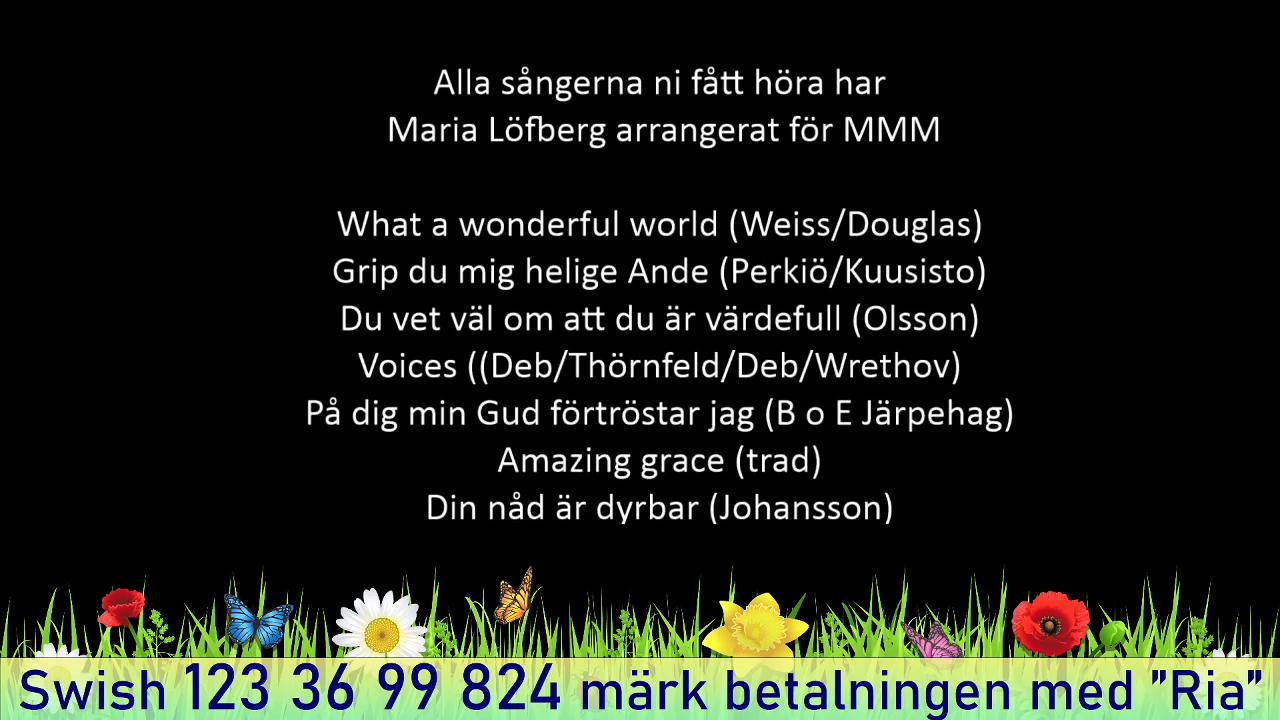 Alla sångerna ni fått höra har
Maria Löfberg arrangerat för MMM
What a wonderful world (Weiss/Douglas)
Grip du mig helige Ande (Perkiö/Kuusisto)
Du vet väl om att du är värdefull (Olsson)
Voices ((Deb/Thörnfeld/Deb/Wrethov)
På dig min Gud förtröstar jag (B o E Järpehag)
Amazing grace (trad)
Din nåd är dyrbar (Johansson)
Swish 123 36 99 824 märk betalningen med ”Ria”